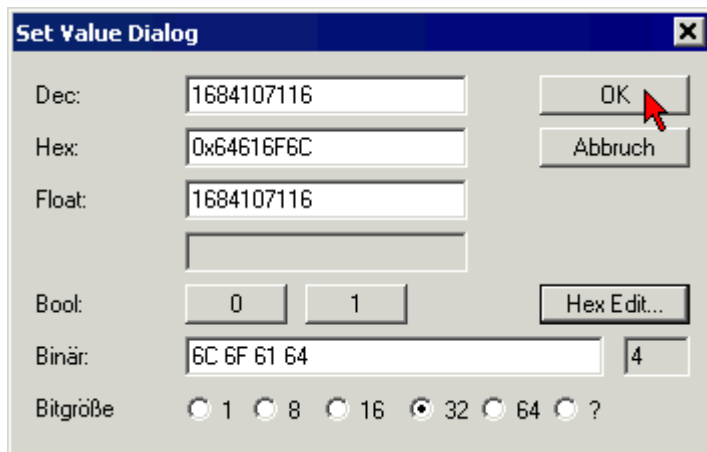 Set Value Dialog
Dec: 1684107116 OK
Hex: 0x64616F6C Abbruch
Float: 1684107116
Bool: 0 1 Hex Edit...
Binär: 6C 6F 61 64 4
Bitgröße 1 8 16 32 64 ?